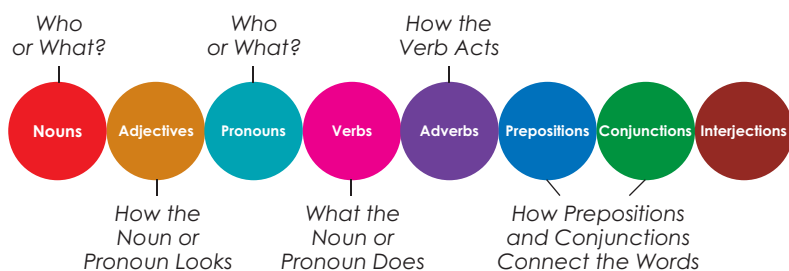 Who
or What?
Who
or What?
How the
Verb Acts
Nouns
Adjectives
Pronouns
Verbs
Adverbs
Prepositions
Conjunctions
Interjections
How the
Noun or
Pronoun Looks
What the
Noun or
Pronoun Does
How Prepositions
and Conjunctions
Connect the Words